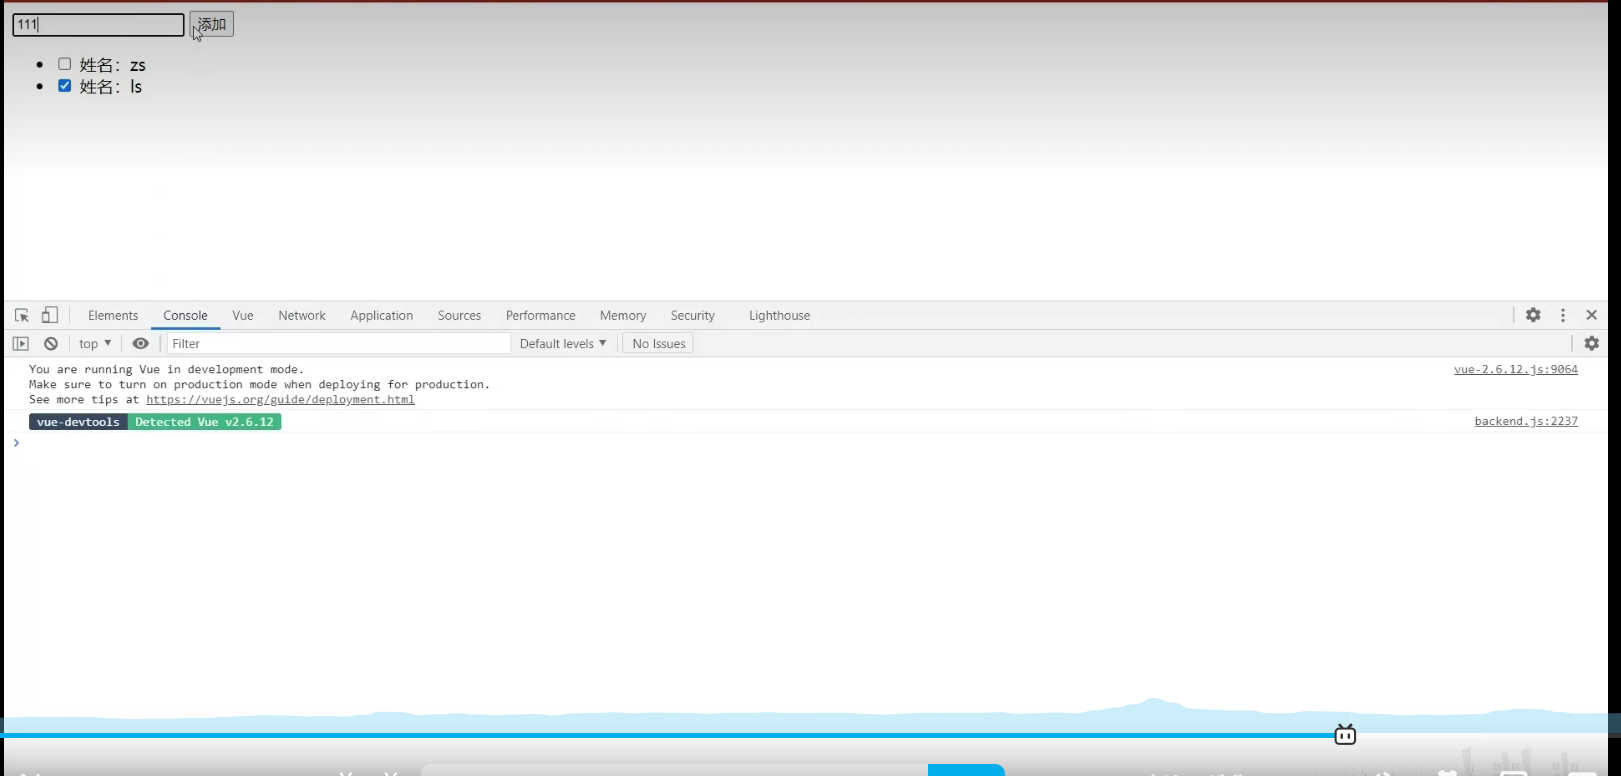 111 添加
姓名：zs
姓名：ls
Elements Console Vue Network Application Sources Performance Memory Security Lighthouse
top Filter Default levels No Issues
You are running Vue in development mode. vue-2.6.12.js:9064
Make sure to turn on production mode when deploying for production.
See more tips at https://vuejs.org/guide/deployment.html
vue-devtools Detected Vue v2.6.12 backend.js:2237